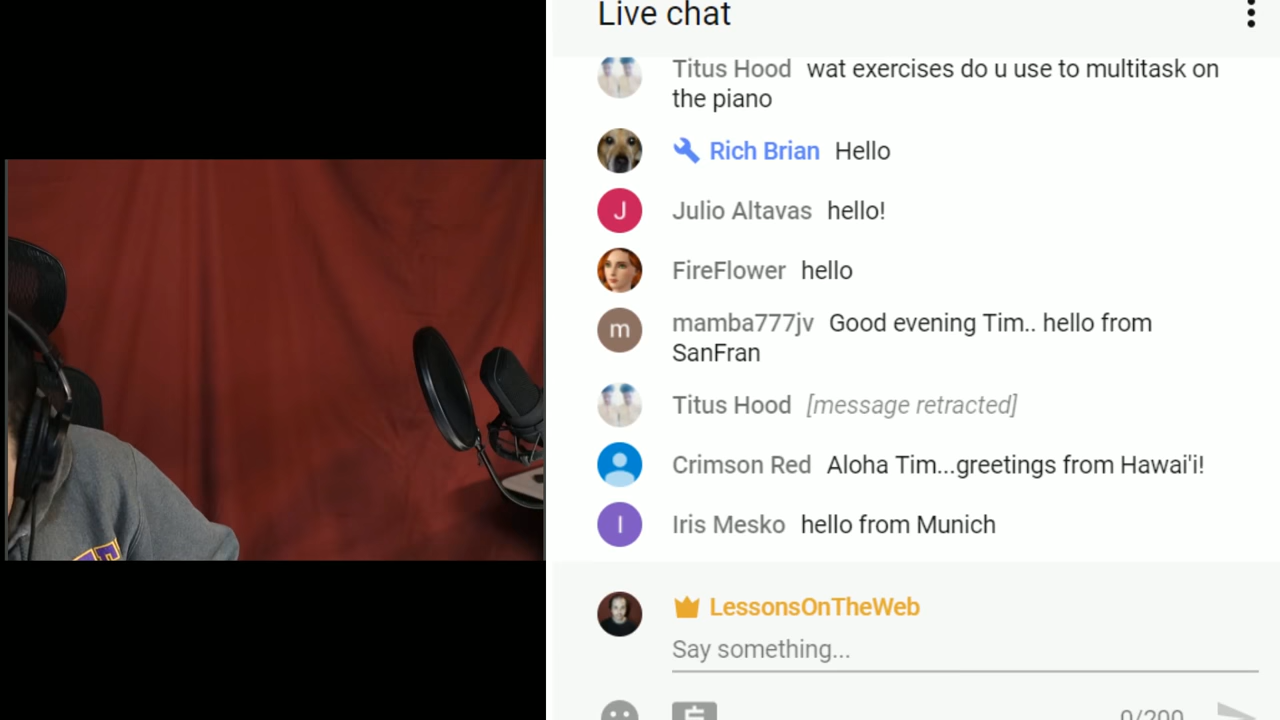 Live chat
Titus Hood wat exercises do u use to multitask on
the piano
Rich Brian Hello
J
Julio Altavas hello!
FireFlower hello
m
mamba777jv Good evening Tim.. hello from
SanFran
Titus Hood [message retracted]
Crimson Red Aloha Tim...greetings from Hawai'i!
I
Iris Mesko hello from Munich
LessonsOnTheWeb
Say something...
0/200